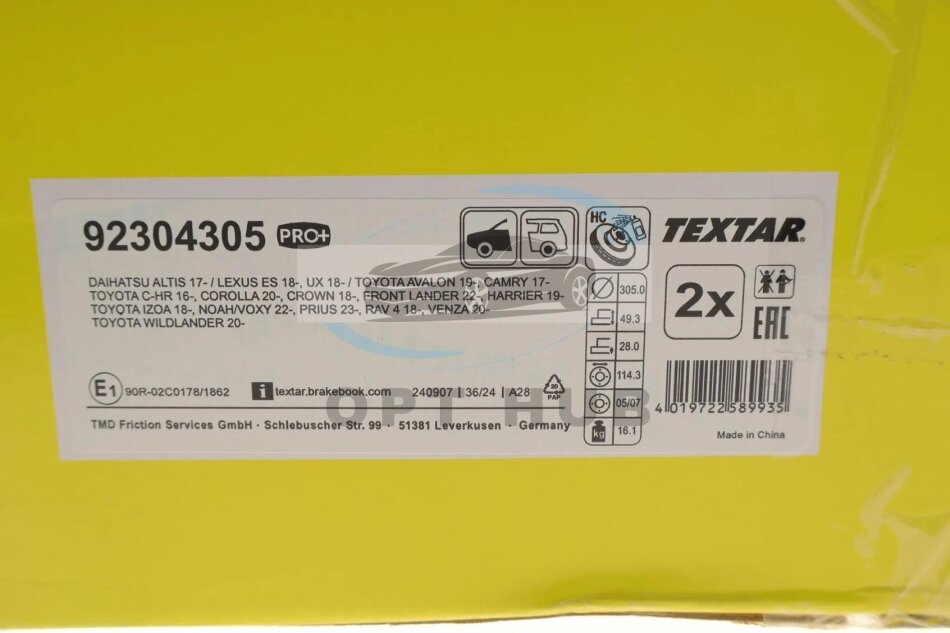 92304305 PRO+
HC
TEXTAR®
DAIHATSU ALTIS 17- / LEXUS ES 18-, UX 18- / TOYOTA AVALON 19-, CAMRY 17-
TOYOTA C-HR 16-, COROLLA 20-, CROWN 18-, FRONT LANDER 22-, HARRIER 19-
TOYOTA IZOA 18-, NOAH/VOXY 22-, PRIUS 23-, RAV 4 18-, VENZA 20-
TOYOTA WILDLANDER 20-
305.0
49.3
28.0
114.3
05/07
kg 16.1
2x
EAC
E1 90R-02C0178/1862
i textar.brakebook.com 240907 | 36/24 | A28
20
PAP
OPT HUB
4 019722 589935
TMD Friction Services GmbH · Schlebuscher Str. 99 · 51381 Leverkusen · Germany
Made in China